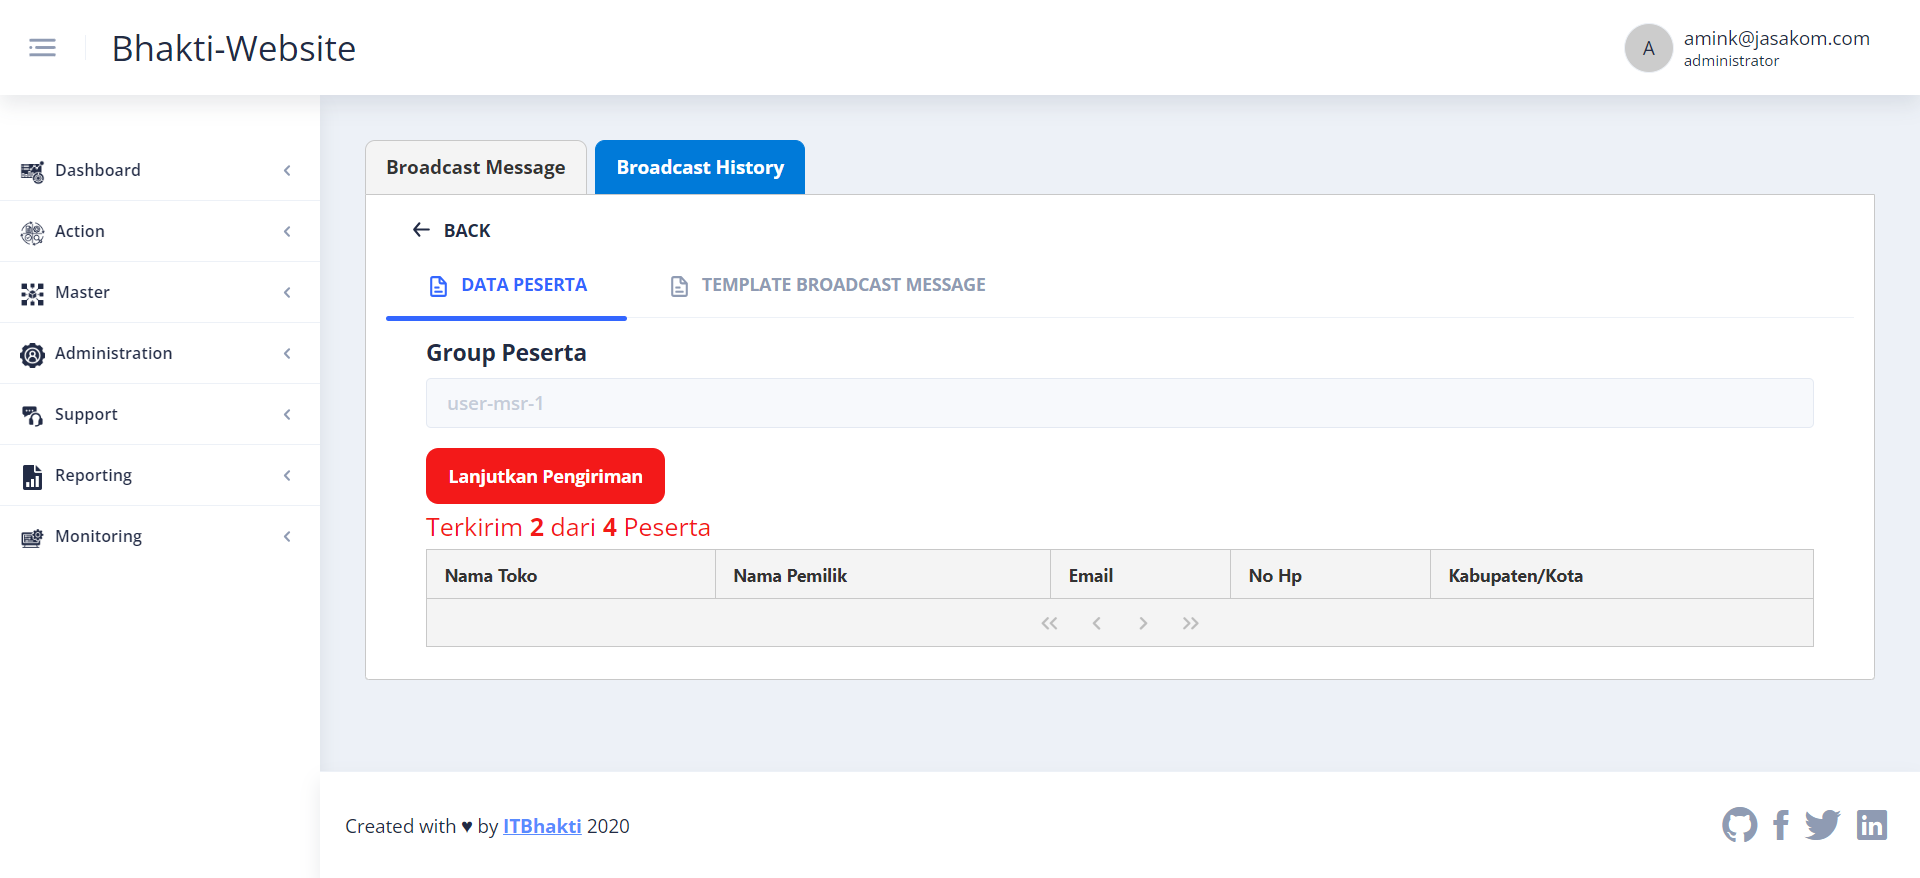 Bhakti-Website
A
amink@jasakom.com
administrator
Dashboard
Action
Master
Administration
Support
Reporting
Monitoring
Broadcast Message
Broadcast History
BACK
DATA PESERTA
TEMPLATE BROADCAST MESSAGE
Group Peserta
user-msr-1
Lanjutkan Pengiriman
Terkirim 2 dari 4 Peserta
Nama Toko
Nama Pemilik
Email
No Hp
Kabupaten/Kota
Created with ♥ by ITBhakti 2020